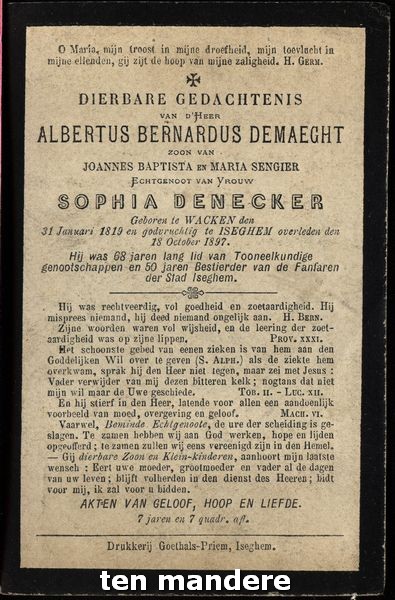 O Maria, mijn troost in mijne droefheid, mijn toevlucht in
mijne ellenden, gij zijt de hoop van mijne zaligheid. H. GERM.
DIERBARE GEDACHTENIS
VAN D'HEER
ALBERTUS BERNARDUS DEMAEGHT
ZOON VAN
JOANNES BAPTISTA EN MARIA SENGIER
ECHTGENOOT VAN VROUW
SOPHIA DENECKER
Geboren te WACKEN den
31 Januari 1819 en godvruchtig te ISEGHEM overleden den
18 October 1897.
Hij was 68 jaren lang lid van Tooneelkundige
genootschappen en 50 jaren Bestierder van de Fanfaren
der Stad Iseghem.
Hij was rechtveerdig, vol goedheid en zoetaardigheid. Hij
misprees niemand, hij deed niemand ongelijk aan. H. BERN.
Zijne woorden waren vol wijsheid, en de leering der zoet-
aardigheid was op zijne lippen. PROV. XXXI.
Het schoonste gebed van eenen zieken is van hem aan den
Goddelijken Wil over te geven (S. ALPH.) als de ziekte hem
overkwam, sprak hij den Heer niet tegen, maar zei met Jesus :
Vader verwijder van mij dezen bitteren kelk; nogtans dat niet
mijn wil maar de Uwe geschiede. TOB. II. - LUC. XII.
En hij stierf in den Heer, latende voor allen een aandoenlijk
voorbeeld van moed, overgeving en geloof. MACH. VI.
Vaarwel, Beminde Echtgenoote, de ure der scheiding is ge-
slagen. Te zamen hebben wij aan God werken, hope en lijden
opgeofferd; te zamen zullen wij eens vereenigd zijn in den Hemel.
— Gij dierbare Zoon en Klein-kinderen, aanhoort mijn laatste
wensch : Eert uwe moeder, grootmoeder en vader al de dagen
van uw leven; blijft volherden in den dienst des Heeren; bidt
voor mij, ik zal voor u bidden.
AKTEN VAN GELOOF, HOOP EN LIEFDE.
7 jaren en 7 quadr. afl.
Drukkerij Goethals-Priem, Iseghem.
ten mandere